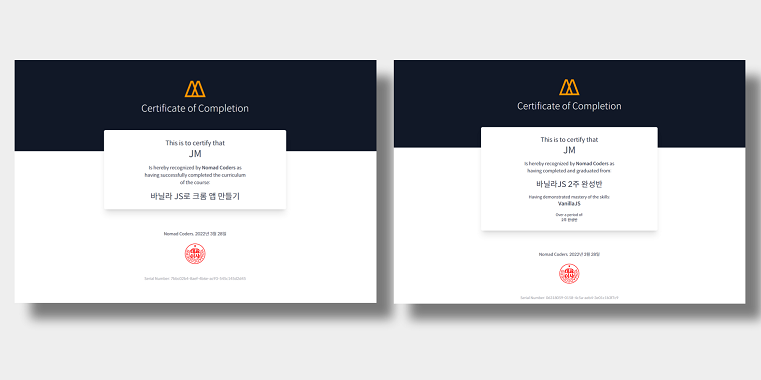 Certificate of Completion
This is to certify that
JM
is hereby recognized by Nomad Coders as
having successfully completed the curriculum
of the course:
바닐라 JS로 크롬 앱 만들기
Nomad Coders. 2022년 3월 28일
Serial Number:
Certificate of Completion
This is to certify that
JM
is hereby recognized by Nomad Coders as
having completed and graduated from
바닐라JS 2주 완성반
Having demonstrated mastery of the skills
VanillaJS
Over a period of
2주 완성반
Nomad Coders. 2022년 3월 28일
Serial Number: